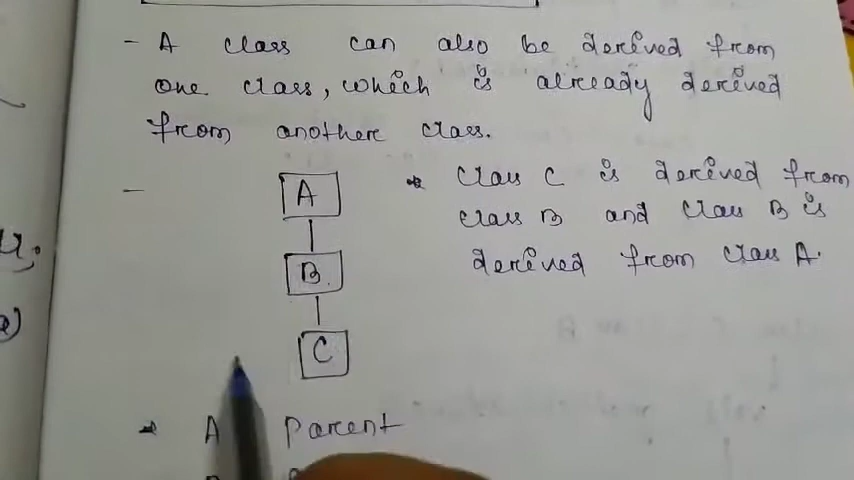 - A class can also be derived from
one class, which is already derived
from another class.
-
A
* class C is derived from
class B and class B is
B
derived from class A.
C
A Parent
B